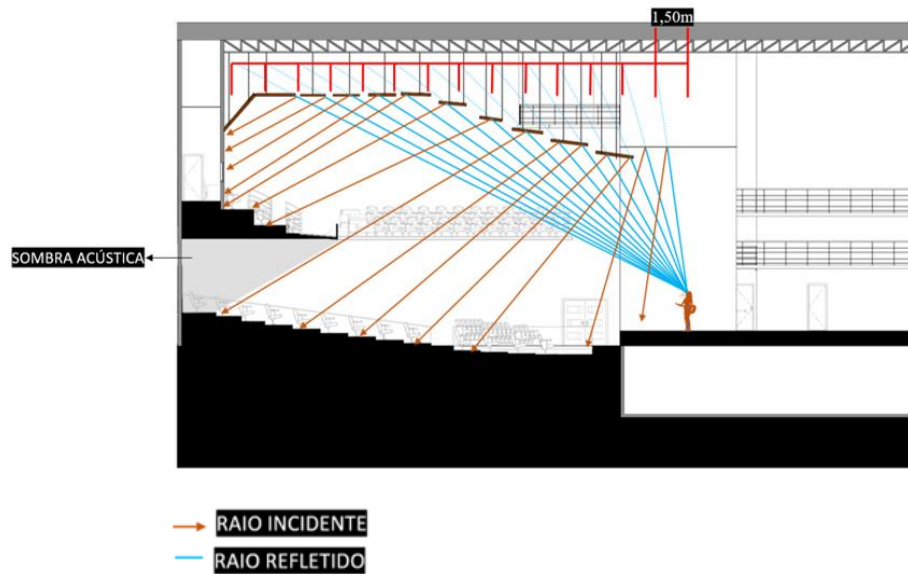 1,50m
SOMBRA ACÚSTICA
RAIO INCIDENTE
RAIO REFLETIDO